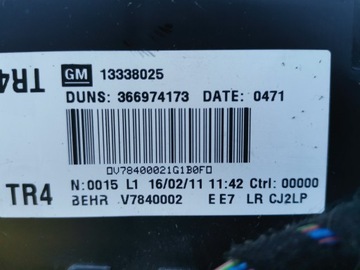 TR4
GM 13338025
DUNS: 366974173 DATE: 0471
0V78400021G1B0F0
TR4
N:0015 L1 16/02/11 11:42 Ctrl: 00000
BEHR V7840002 E E7 LR CJ2LP